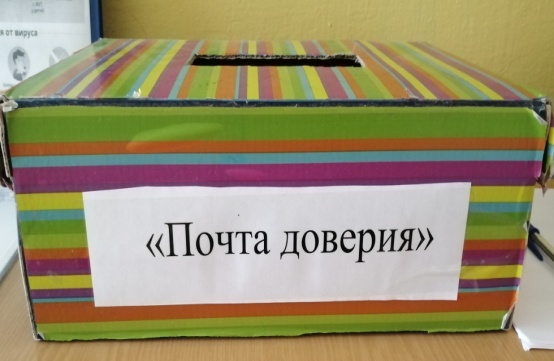 я от вируса
«Почта доверия»